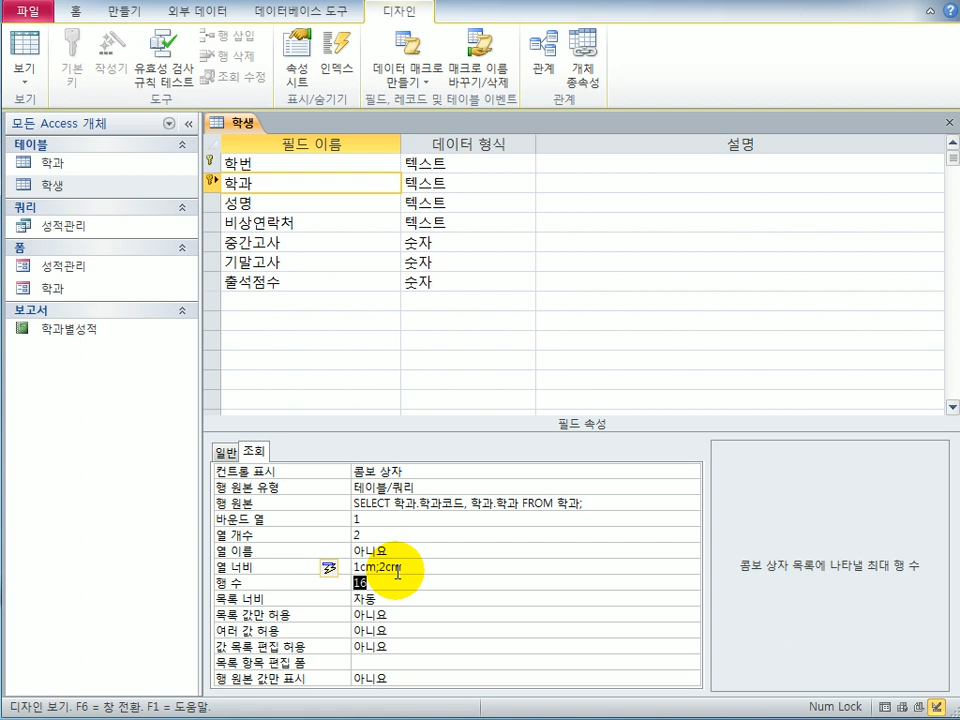 파일 홈 만들기 외부 데이터 데이터베이스 도구 디자인
보기
기본
키
작성기
유효성 검사
규칙 테스트
행 삽입
행 삭제
조회 수정
속성
시트
인덱스
데이터 매크로
만들기
매크로 이름
바꾸기/삭제
관계
개체
종속성
보기 도구 표시/숨기기 필드, 레코드 및 테이블 이벤트 관계
모든 Access 개체
테이블
학과
학생
쿼리
성적관리
폼
성적관리
학과
보고서
학과별성적
학생
필드 이름 데이터 형식 설명
학번 텍스트
학과 텍스트
성명 텍스트
비상연락처 텍스트
중간고사 숫자
기말고사 숫자
출석점수 숫자
필드 속성
일반 조회
컨트롤 표시 콤보 상자
행 원본 유형 테이블/쿼리
행 원본 SELECT 학과.학과코드, 학과.학과 FROM 학과;
바운드 열 1
열 개수 2
열 이름 아니요
열 너비 1cm;2cm
행 수 16
목록 너비 자동
목록 값만 허용 아니요
여러 값 허용 아니요
값 목록 편집 허용 아니요
목록 항목 편집 폼
행 원본 값만 표시 아니요
콤보 상자 목록에 나타낼 최대 행 수
디자인 보기. F6 = 창 전환. F1 = 도움말.
Num Lock